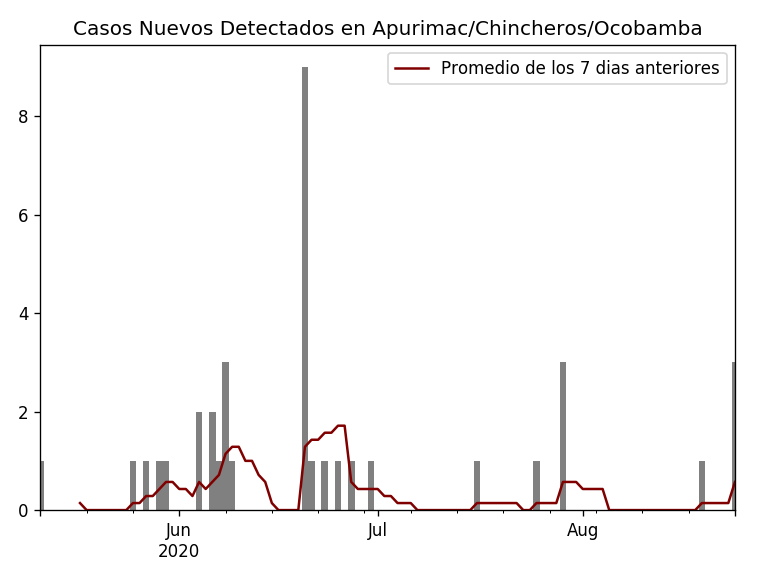 Casos Nuevos Detectados en Apurimac/Chincheros/Ocobamba
Promedio de los 7 dias anteriores
8
6
4
2
0
Jun
2020
Jul
Aug